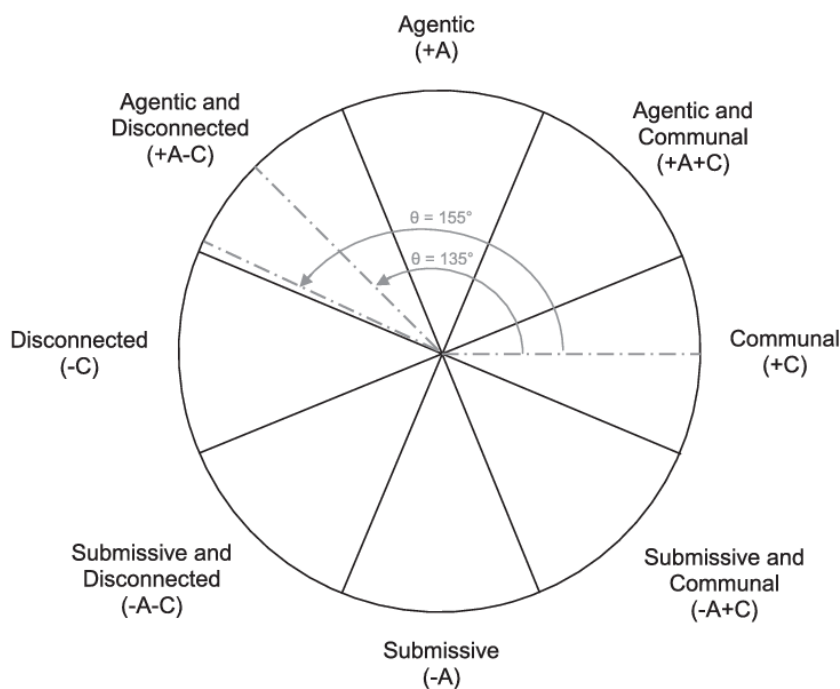 Agentic
(+A)
Agentic and
Disconnected
(+A-C)
Agentic and
Communal
(+A+C)
θ = 155°
θ = 135°
Disconnected
(-C)
Communal
(+C)
Submissive and
Disconnected
(-A-C)
Submissive and
Communal
(-A+C)
Submissive
(-A)